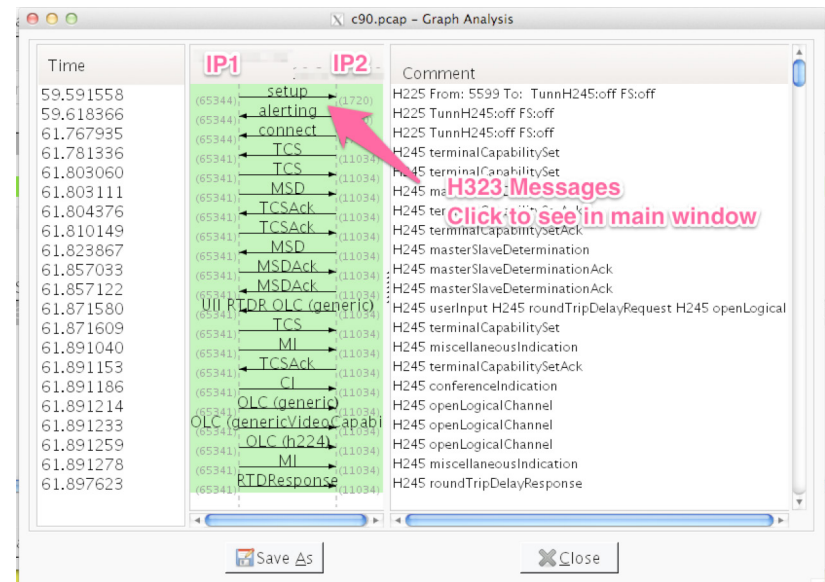 c90.pcap - Graph Analysis
Time IP1 IP2 Comment
59.591558 (65344) setup (1720) H225 From: 5599 To: TunnH245:off FS:off
59.618366 (65344) alerting H225 TunnH245:off FS:off
61.767935 (65344) connect H225 TunnH245:off FS:off
61.781336 (65341) TCS (11034) H245 terminalCapabilitySet
61.803060 (65341) TCS (11034) H245 terminalCapabilitySet
61.803111 (65341) MSD (11034) H245
H323 Messages
61.804376 (65341) TCSAck (11034) H245
Click to see in main window
61.810149 (65341) TCSAck (11034) H245 terminalCapabilitySetAck
61.823867 (65341) MSD (11034) H245 masterSlaveDetermination
61.857033 (65341) MSDAck (11034) H245 masterSlaveDeterminationAck
61.857122 (65341) MSDAck (11034) H245 masterSlaveDeterminationAck
61.871580 (65341) UII RTDR OLC (generic) (11034) H245 userInput H245 roundTripDelayRequest H245 openLogical
61.871609 (65341) TCS (11034) H245 terminalCapabilitySet
61.891040 (65341) MI (11034) H245 miscellaneousIndication
61.891153 (65341) TCSAck (11034) H245 terminalCapabilitySetAck
61.891186 (65341) CI (11034) H245 conferenceIndication
61.891214 (65341) OLC (generic) (11034) H245 openLogicalChannel
61.891233 (65341) OLC (genericVideoCapabi (11034) H245 openLogicalChannel
61.891259 (65341) OLC (h224) (11034) H245 openLogicalChannel
61.891278 (65341) MI (11034) H245 miscellaneousIndication
61.897623 (65341) RTDResponse (11034) H245 roundTripDelayResponse
Save As Close